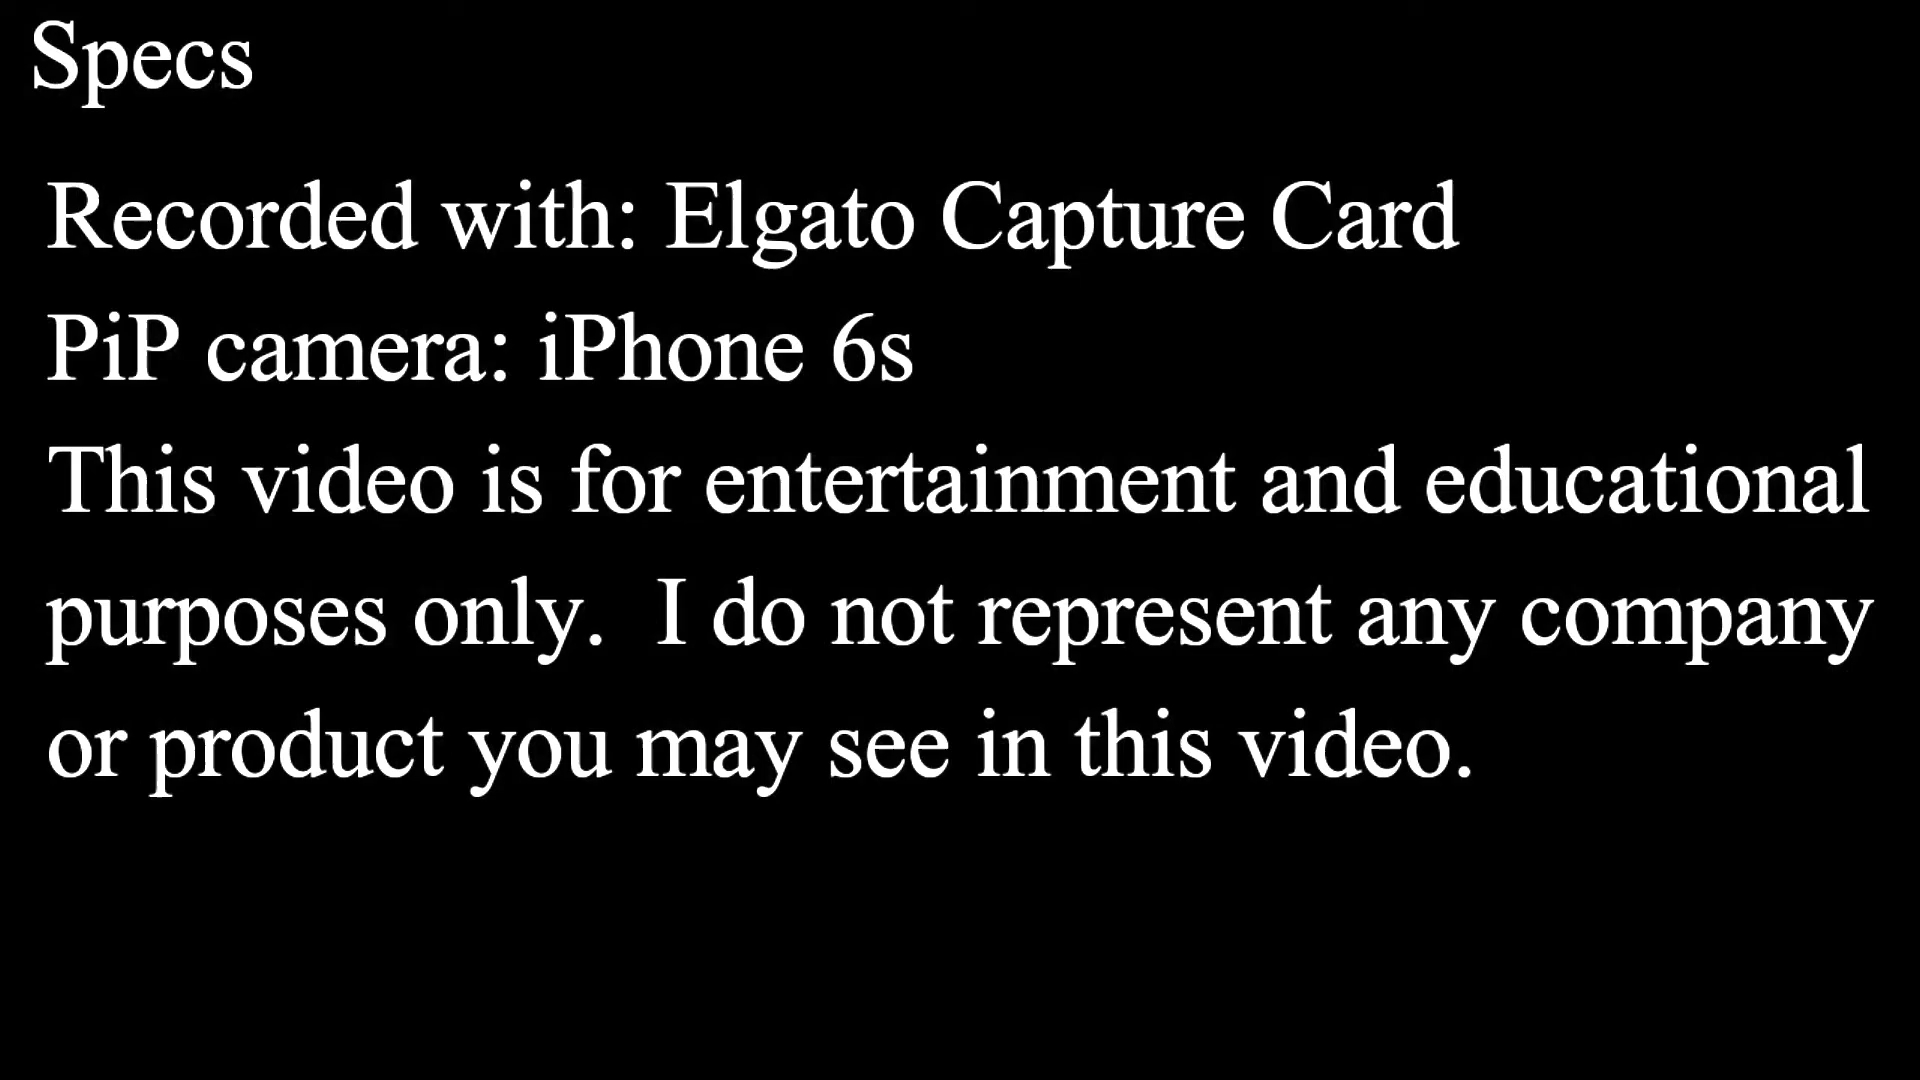 Specs
Recorded with: Elgato Capture Card
PiP camera: iPhone 6s
This video is for entertainment and educational
purposes only.  I do not represent any company
or product you may see in this video.